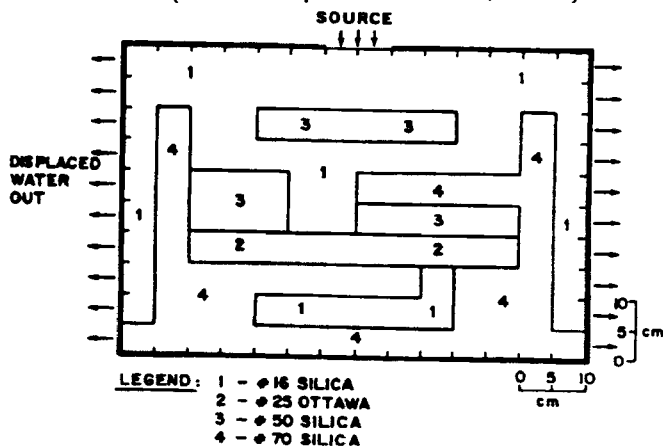 SOURCE
1 1
3 3
4 4
DISPLACED
WATER
OUT
1
4
3
3
1
1
2 2
4
4
1 1
4
10
5 cm
0
0 5 10
cm
LEGEND: 1 - #16 SILICA
2 - #25 OTTAWA
3 - #50 SILICA
4 - #70 SILICA